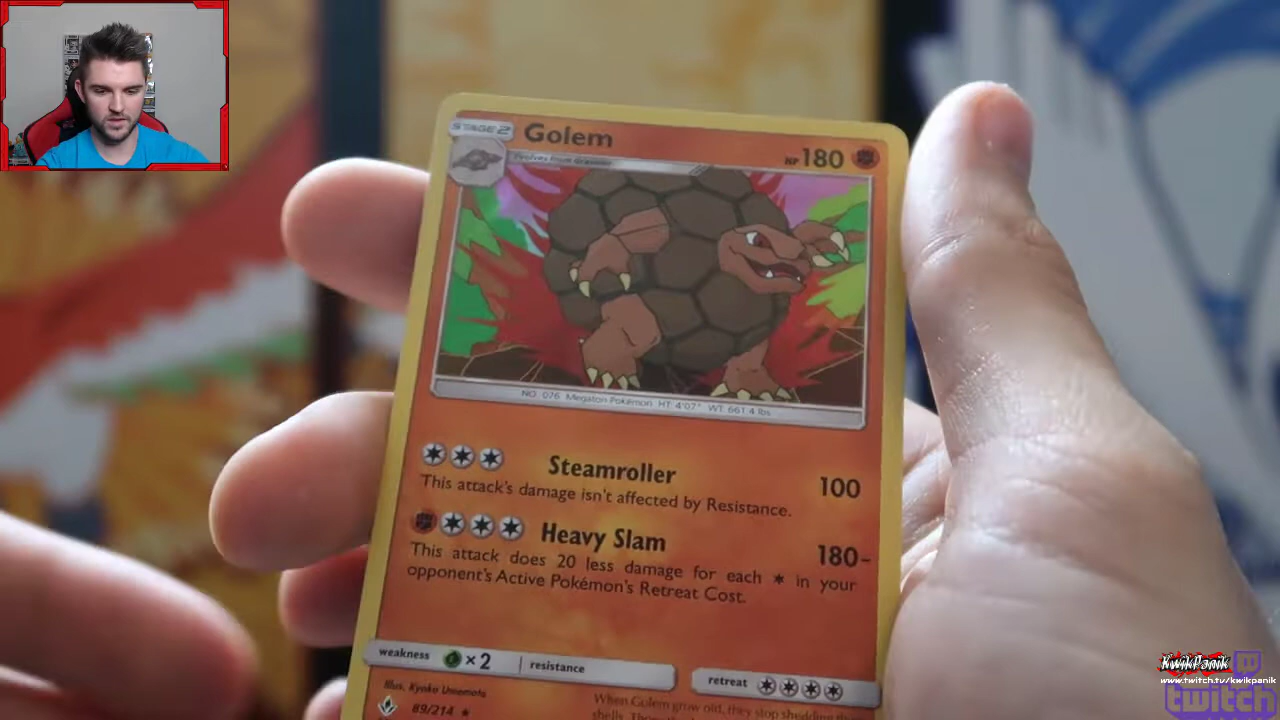 STAGE 2 Golem HP 180
Evolves from Graveler
NO. 076 Megaton Pokémon HT: 4'07" WT: 661.4 lbs
Steamroller 100
This attack's damage isn't affected by Resistance.
Heavy Slam 180-
This attack does 20 less damage for each in your
opponent's Active Pokémon's Retreat Cost.
weakness ×2 resistance
retreat
Illus. Kyoko Umemoto
89/214
When Golem grow old, they stop shedding
shells.
KwikPanik
www.twitch.tv/kwikpanik
twitch